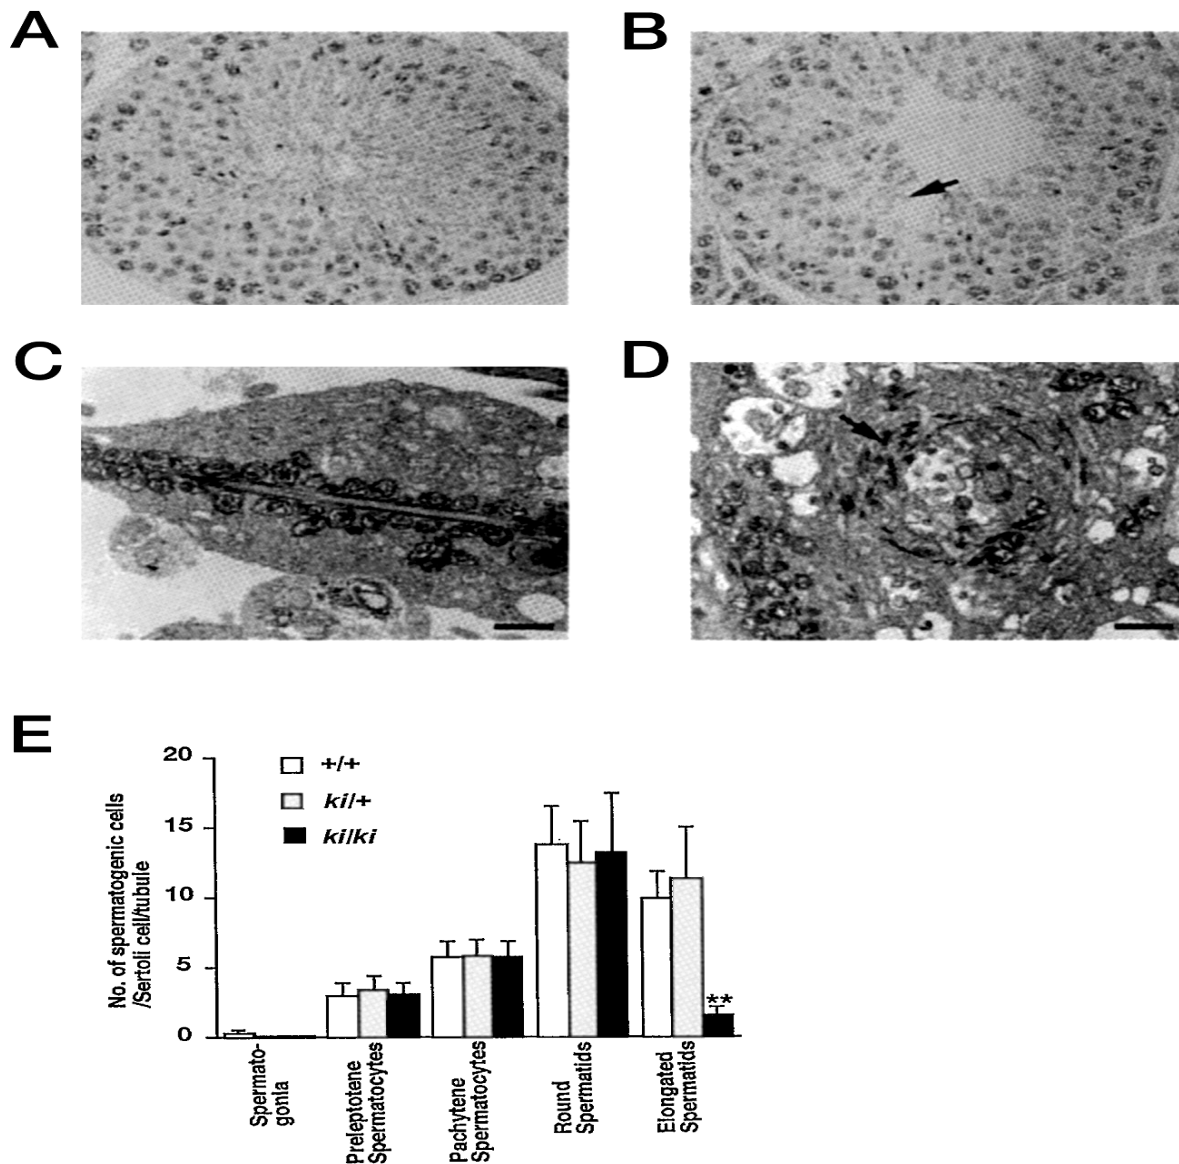 A
B
C
D
E
No. of spermatogenic cells
/Sertoli cell/tubule
20
15
10
5
0
+/+
ki/+
ki/ki
**
Spermato-
gonia
Preleptotene
Spermatocytes
Pachytene
Spermatocytes
Round
Spermatids
Elongated
Spermatids